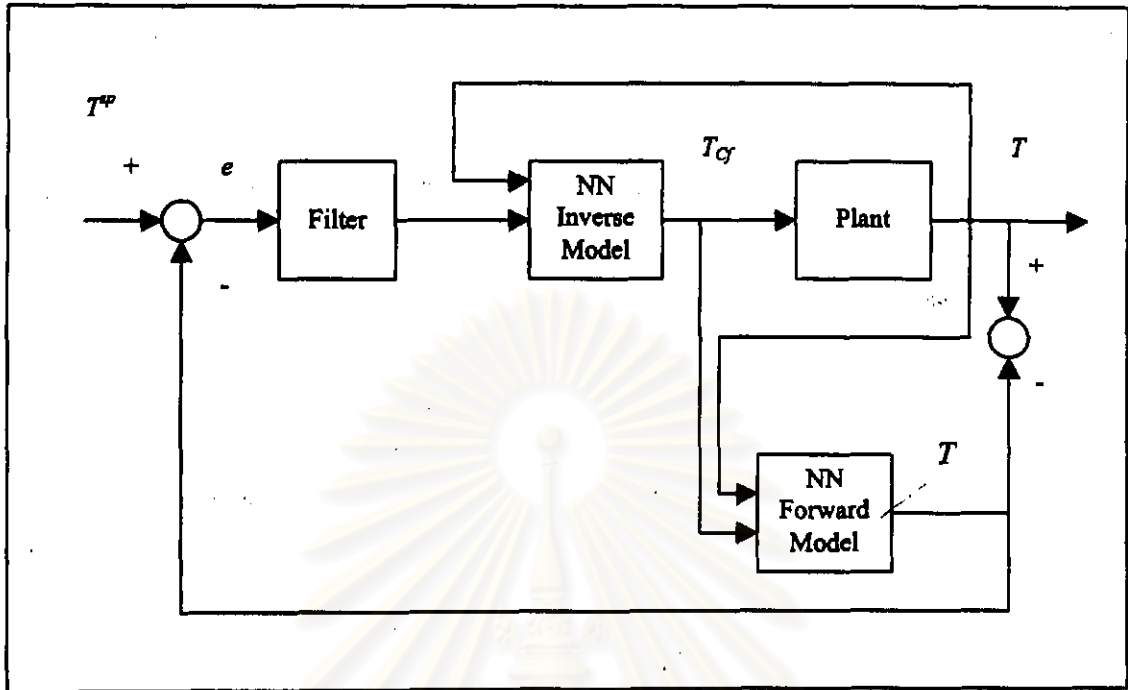 T^sp
+
e
-
Filter
NN
Inverse
Model
T_Cf
Plant
T
+
-
NN
Forward
Model
T